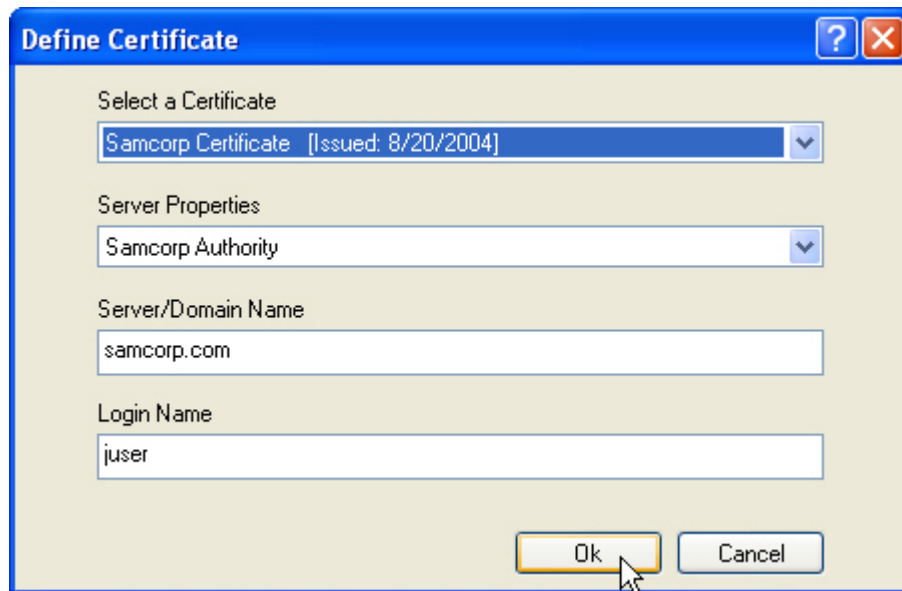 Define Certificate
?
Select a Certificate
Samcorp Certificate [Issued: 8/20/2004]
Server Properties
Samcorp Authority
Server/Domain Name
samcorp.com
Login Name
juser
Ok Cancel